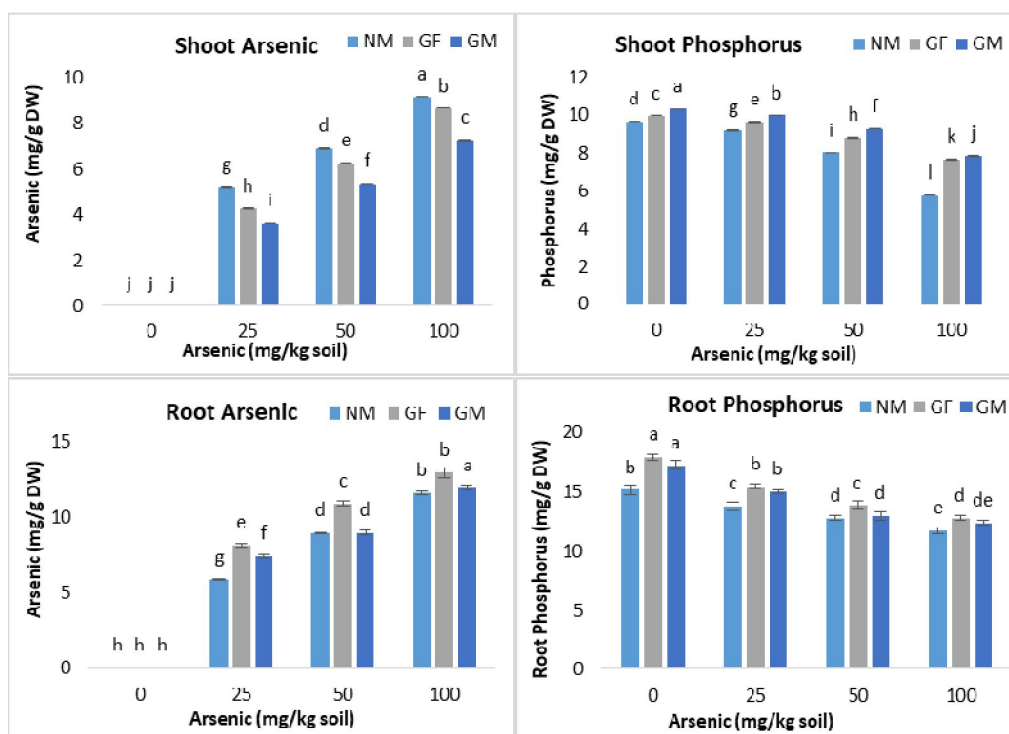 Shoot Arsenic
NM GF GM
Arsenic (mg/g DW)
10
8
6
4
2
0
j j j
g h i
d e f
a b c
0 25 50 100
Arsenic (mg/kg soil)
Shoot Phosphorus
NM GF GM
Phosphorus (mg/g DW)
12
10
8
6
4
2
0
d c a
g e b
i h f
l k j
0 25 50 100
Arsenic (mg/kg soil)
Root Arsenic
NM GF GM
Arsenic (mg/g DW)
15
10
5
0
h h h
g e f
d c d
b b a
0 25 50 100
Arsenic (mg/kg soil)
Root Phosphorus
NM GF GM
Root Phosphorus (mg/g DW)
20
15
10
5
0
b a a
c b b
d c d
e d de
0 25 50 100
Arsenic (mg/kg soil)